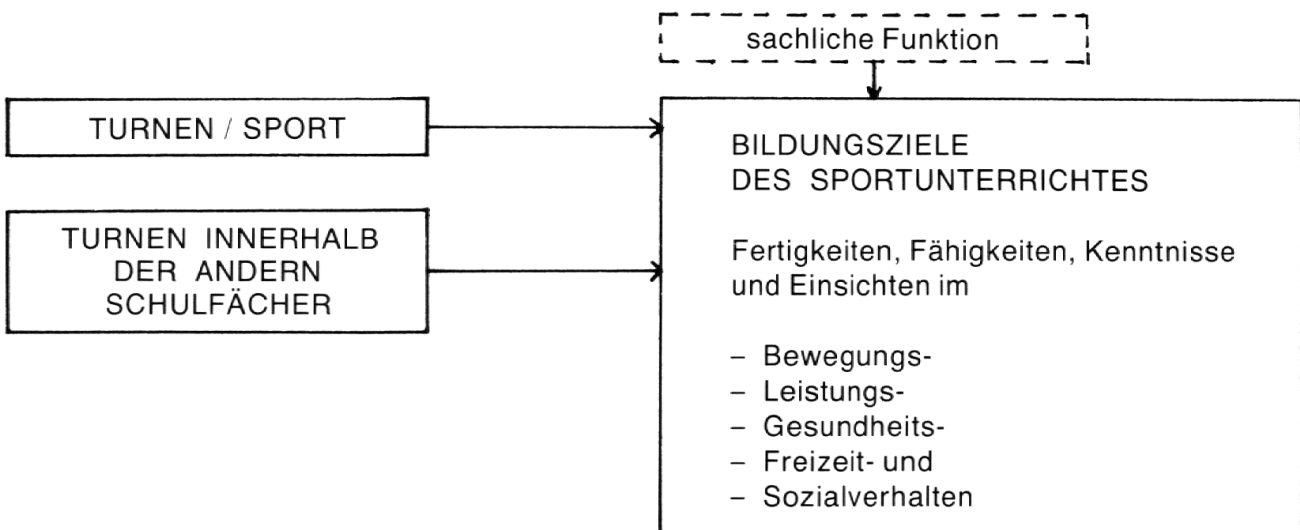 sachliche Funktion
TURNEN / SPORT
TURNEN INNERHALB
DER ANDERN
SCHULFÄCHER
BILDUNGSZIELE
DES SPORTUNTERRICHTES
Fertigkeiten, Fähigkeiten, Kenntnisse
und Einsichten im
– Bewegungs-
– Leistungs-
– Gesundheits-
– Freizeit- und
– Sozialverhalten